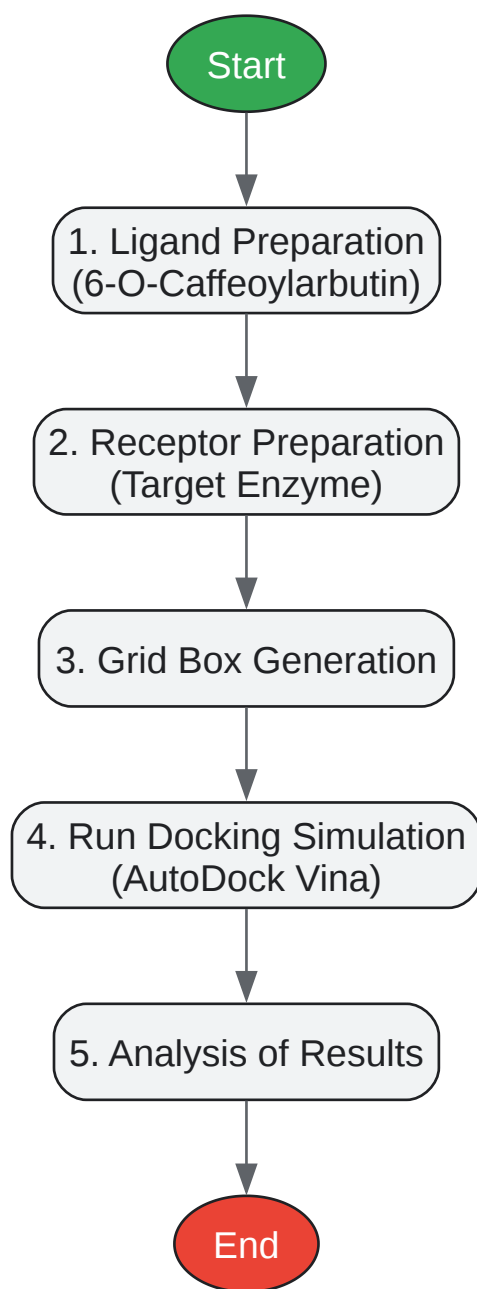 Start
1. Ligand Preparation
(6-O-Caffeoylarbutin)
2. Receptor Preparation
(Target Enzyme)
3. Grid Box Generation
4. Run Docking Simulation
(AutoDock Vina)
5. Analysis of Results
End